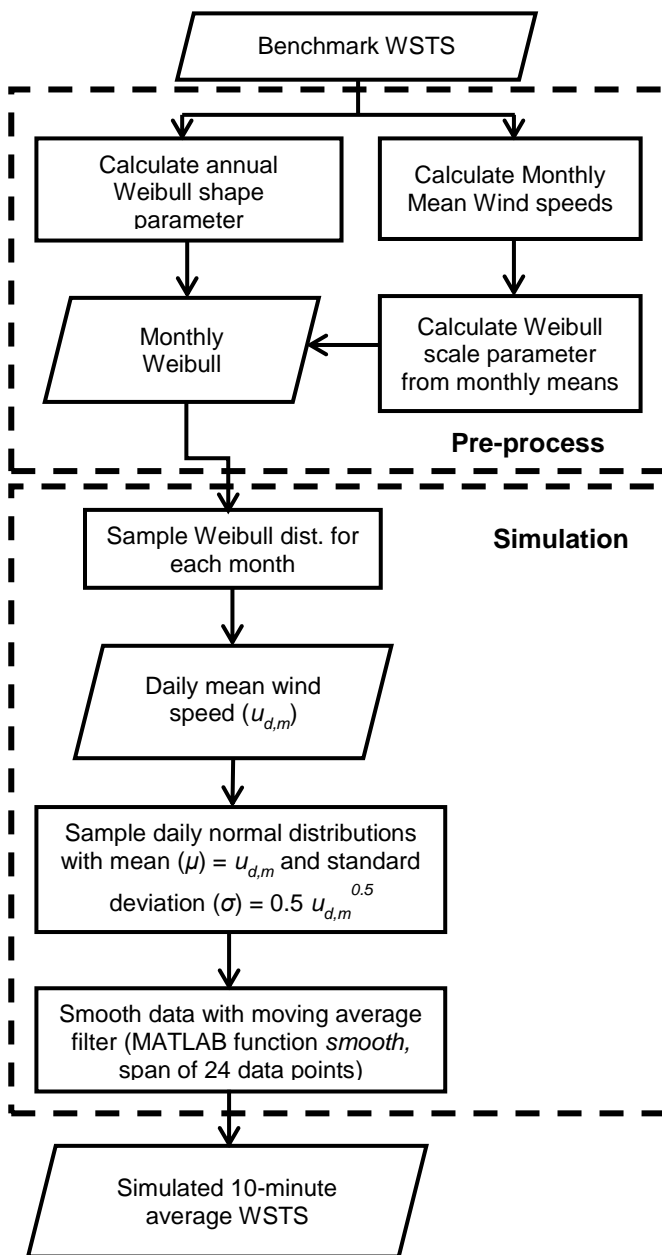 Benchmark WSTS
Calculate annual
Weibull shape
parameter
Calculate Monthly
Mean Wind speeds
Monthly
Weibull
Calculate Weibull
scale parameter
from monthly means
Pre-process
Sample Weibull dist. for
each month
Simulation
Daily mean wind
speed (u_{d,m})
Sample daily normal distributions
with mean (μ) = u_{d,m} and standard
deviation (σ) = 0.5 u_{d,m}^{0.5}
Smooth data with moving average
filter (MATLAB function smooth,
span of 24 data points)
Simulated 10-minute
average WSTS